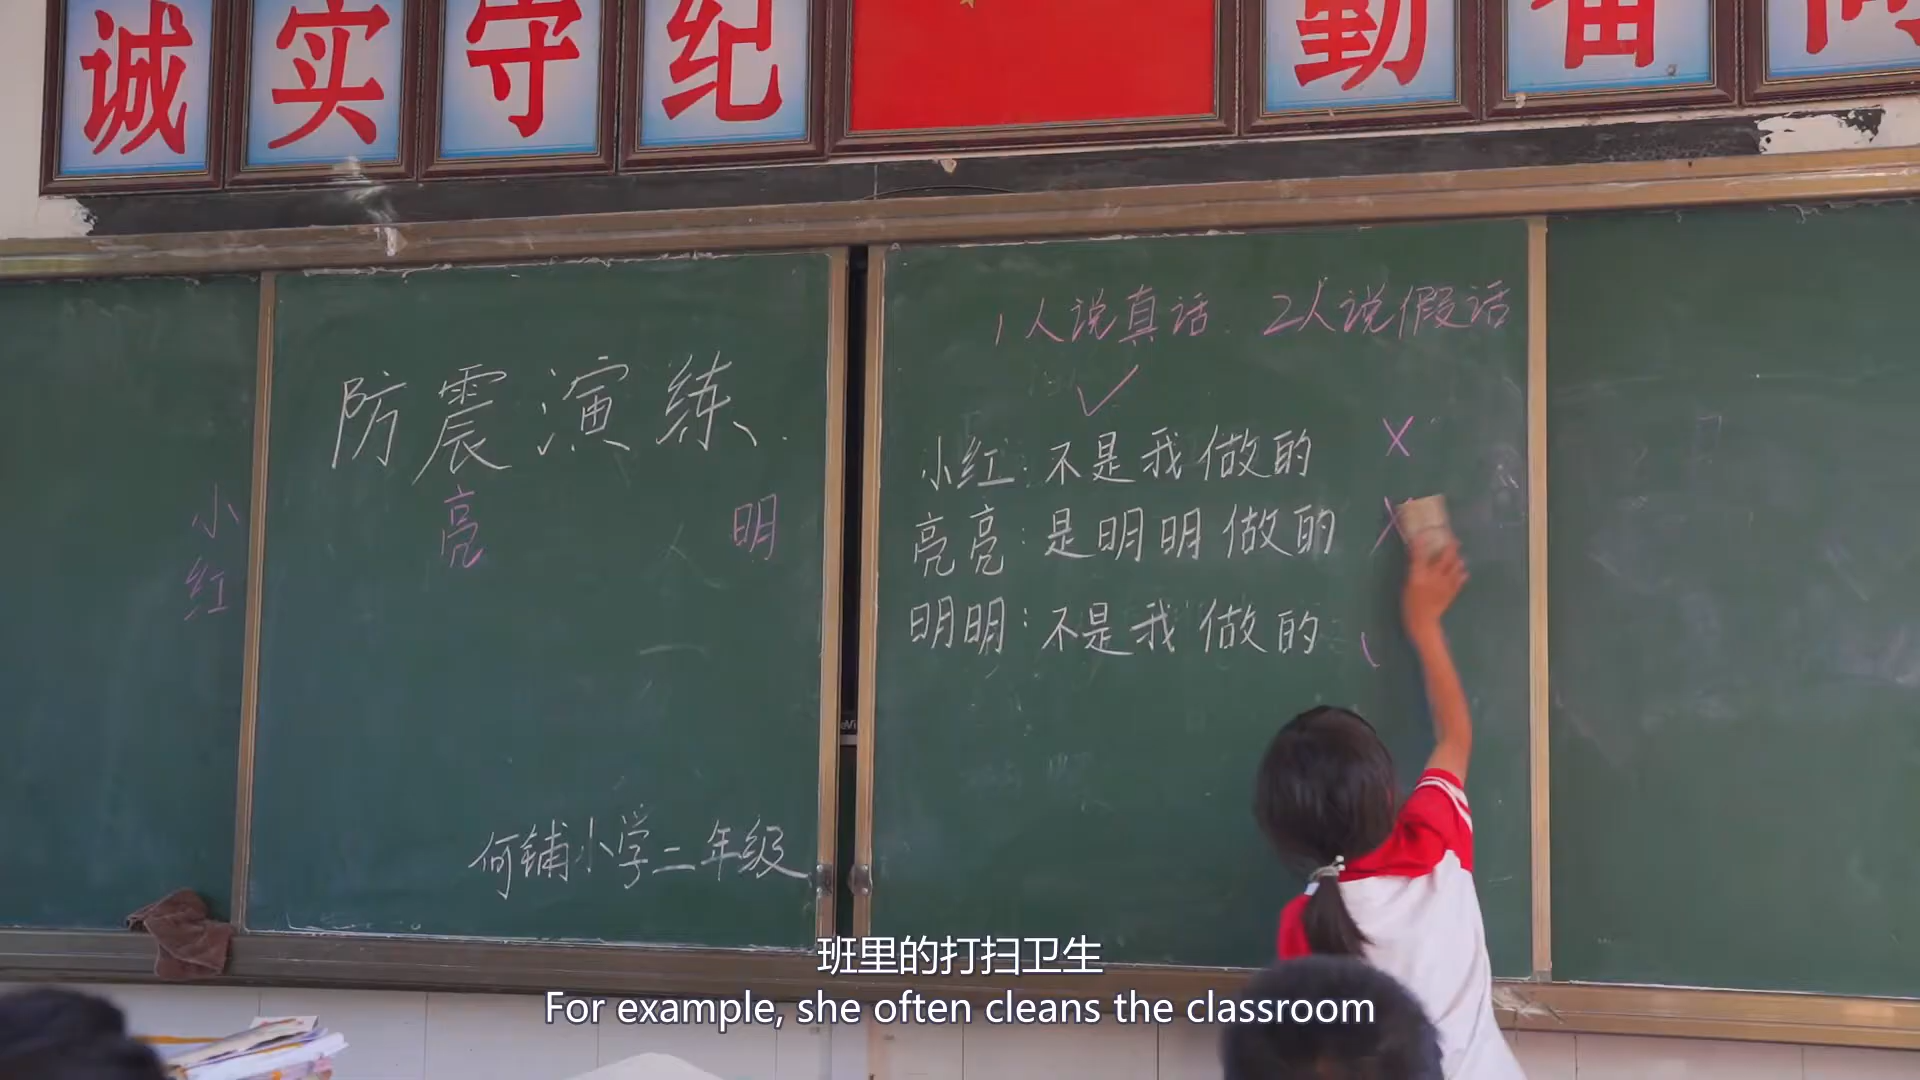 诚实守纪 勤奋向
防震演练.
小红 亮 明
何铺小学二年级
1人说真话. 2人说假话
✓
小红: 不是我做的 X
亮亮: 是明明做的 X
明明: 不是我做的
班里的打扫卫生
For example, she often cleans the classroom